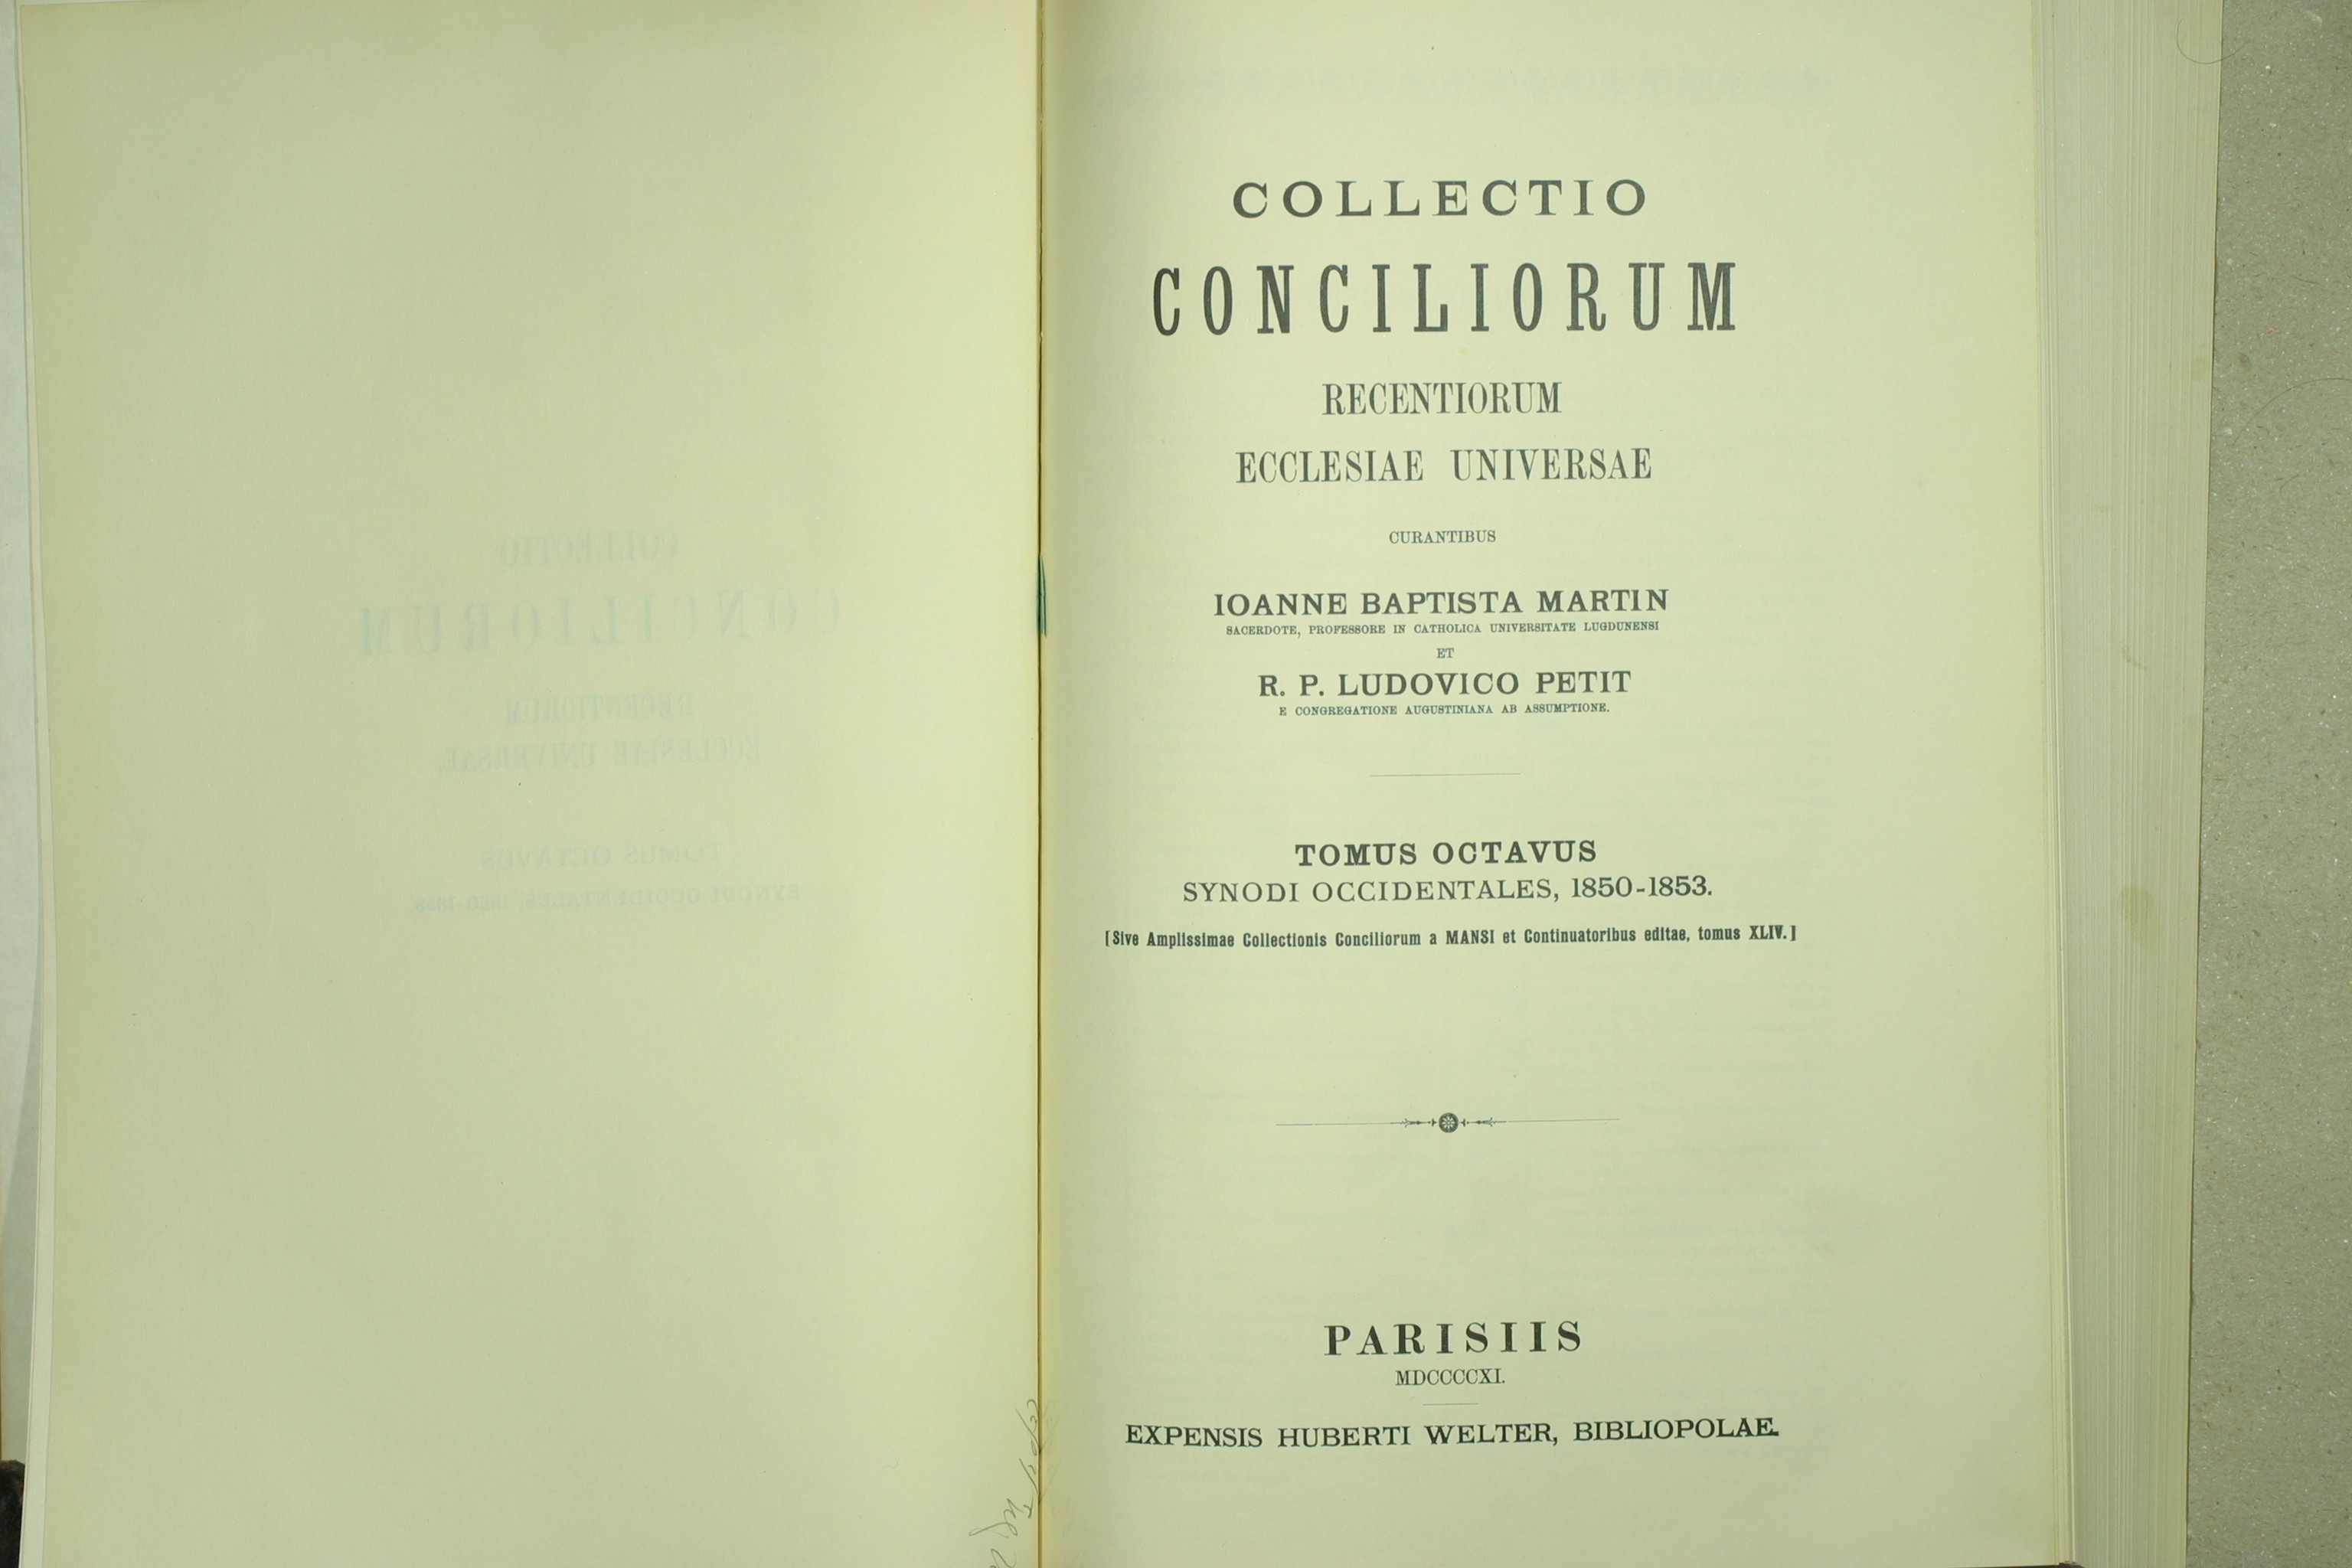 COLLECTIO
CONCILIORUM
RECENTIORUM
ECCLESIAE UNIVERSAE
CURANTIBUS
IOANNE BAPTISTA MARTIN
SACERDOTE, PROFESSORE IN CATHOLICA UNIVERSITATE LUGDUNENSI
ET
R. P. LUDOVICO PETIT
E CONGREGATIONE AUGUSTINIANA AB ASSUMPTIONE.
TOMUS OCTAVUS
SYNODI OCCIDENTALES, 1850-1853.
[Sive Amplissimae Collectionis Conciliorum a MANSI et Continuatoribus editae, tomus XLIV.]
PARISIIS
MDCCCCXI.
EXPENSIS HUBERTI WELTER, BIBLIOPOLAE.